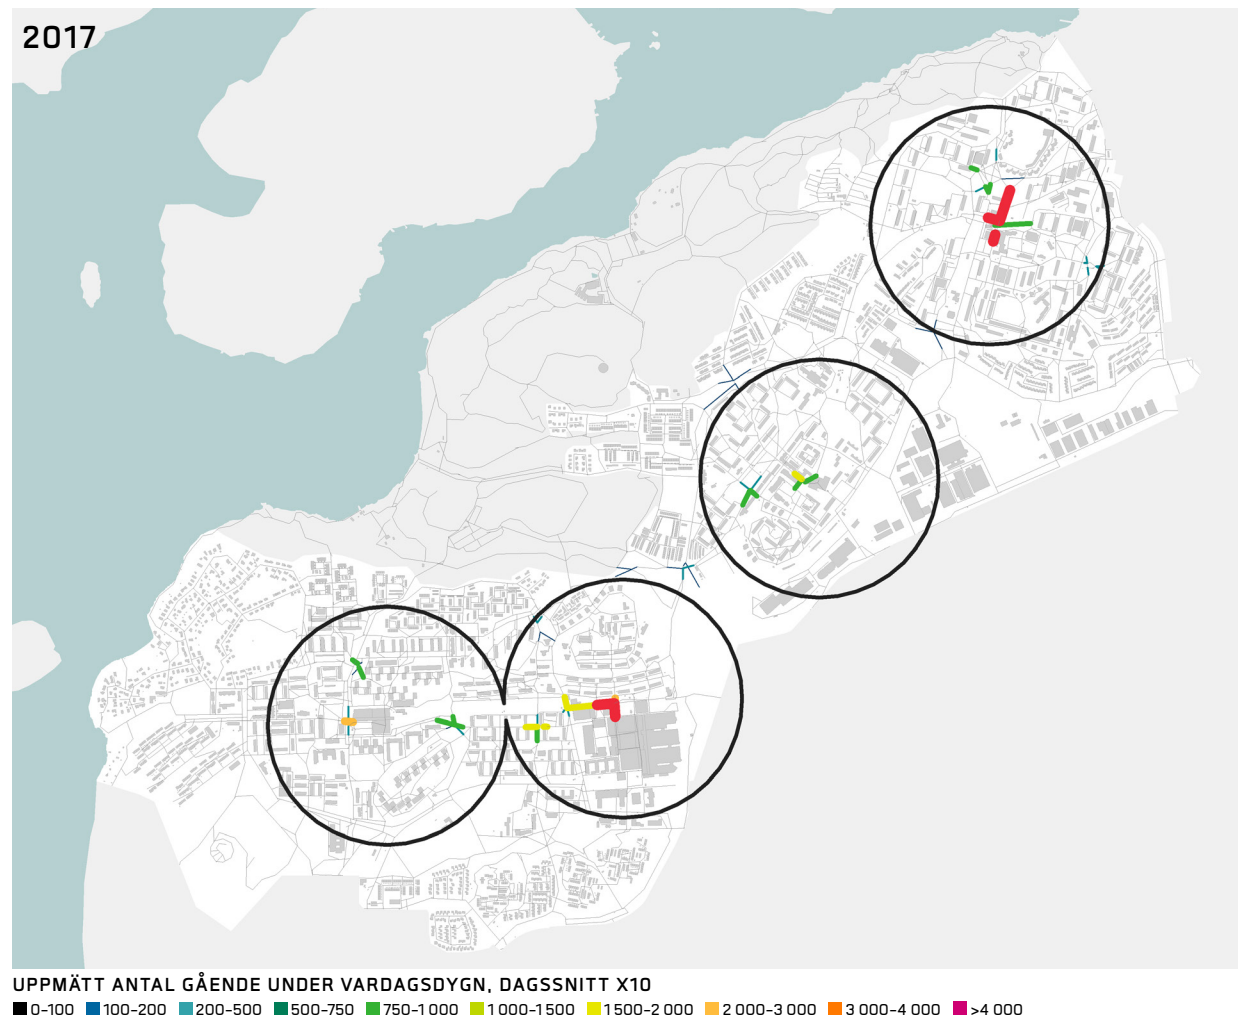 2017
UPPMÄTT ANTAL GÅENDE UNDER VARDAGSDYGN, DAGSSNITT X10
0–100 100–200 200–500 500–750 750–1 000 1 000–1 500 1 500–2 000 2 000–3 000 3 000–4 000 >4 000